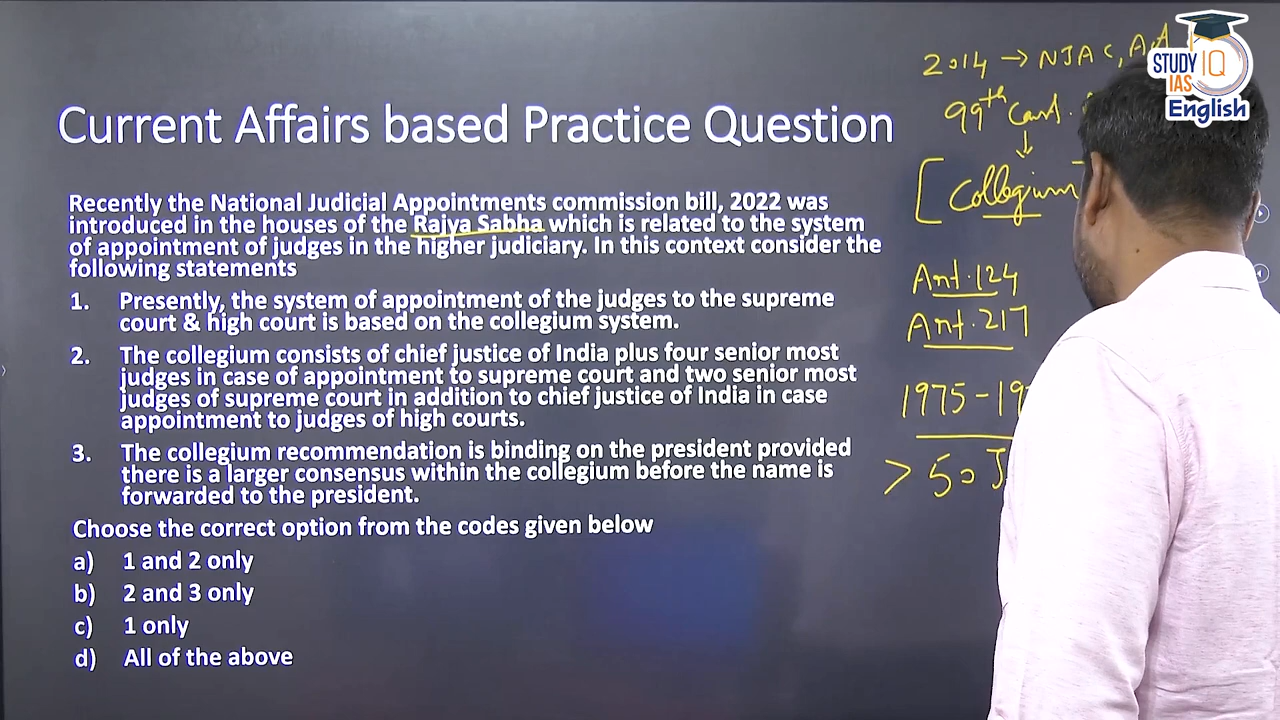 Current Affairs based Practice Question
Recently the National Judicial Appointments commission bill, 2022 was
introduced in the houses of the Rajya Sabha which is related to the system
of appointment of judges in the higher judiciary. In this context consider the
following statements
1. Presently, the system of appointment of the judges to the supreme
court & high court is based on the collegium system.
2. The collegium consists of chief justice of India plus four senior most
judges in case of appointment to supreme court and two senior most
judges of supreme court in addition to chief justice of India in case
appointment to judges of high courts.
3. The collegium recommendation is binding on the president provided
there is a larger consensus within the collegium before the name is
forwarded to the president.
Choose the correct option from the codes given below
a) 1 and 2 only
b) 2 and 3 only
c) 1 only
d) All of the above
2014 → NJAC,
99th Const.
↓
[Collegium
Art.124
Art.217
1975-19
> 50 J
STUDY IQ
IAS
English